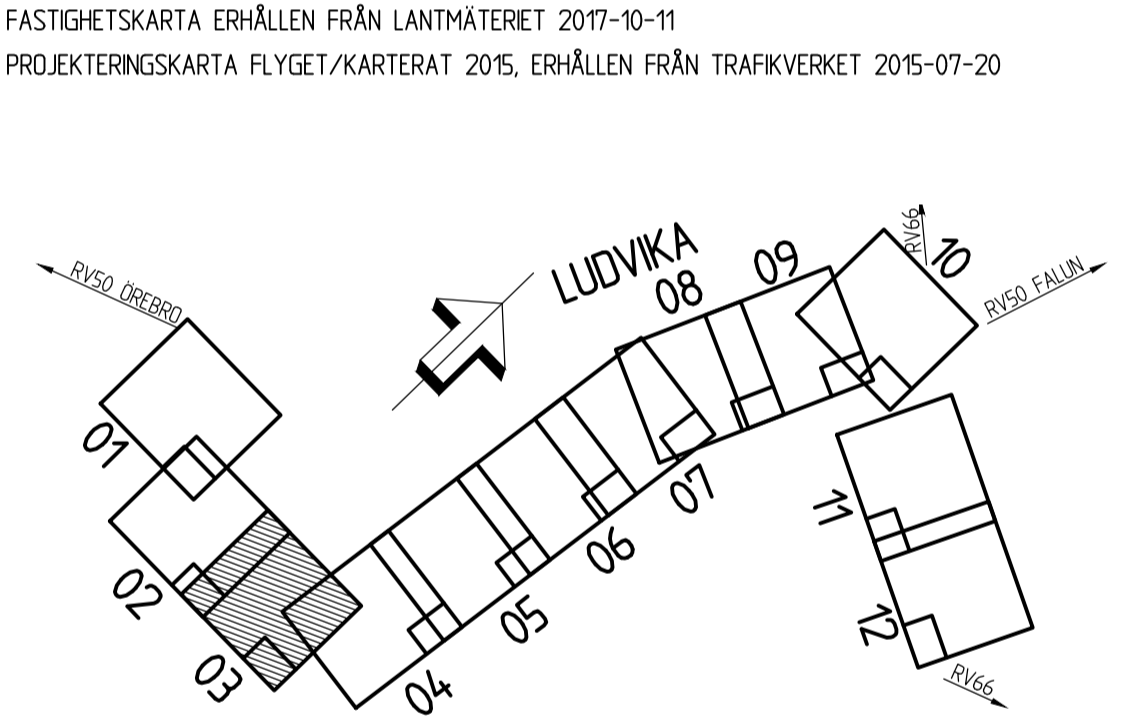 FASTIGHETSKARTA ERHÅLLEN FRÅN LANTMÄTERIET 2017-10-11
PROJEKTERINGSKARTA FLYGET/KARTERAT 2015, ERHÅLLEN FRÅN TRAFIKVERKET 2015-07-20
RV50 ÖREBRO
LUDVIKA
RV66
RV50 FALUN
01
02
03
04
05
06
07
08
09
10
11
12
RV66